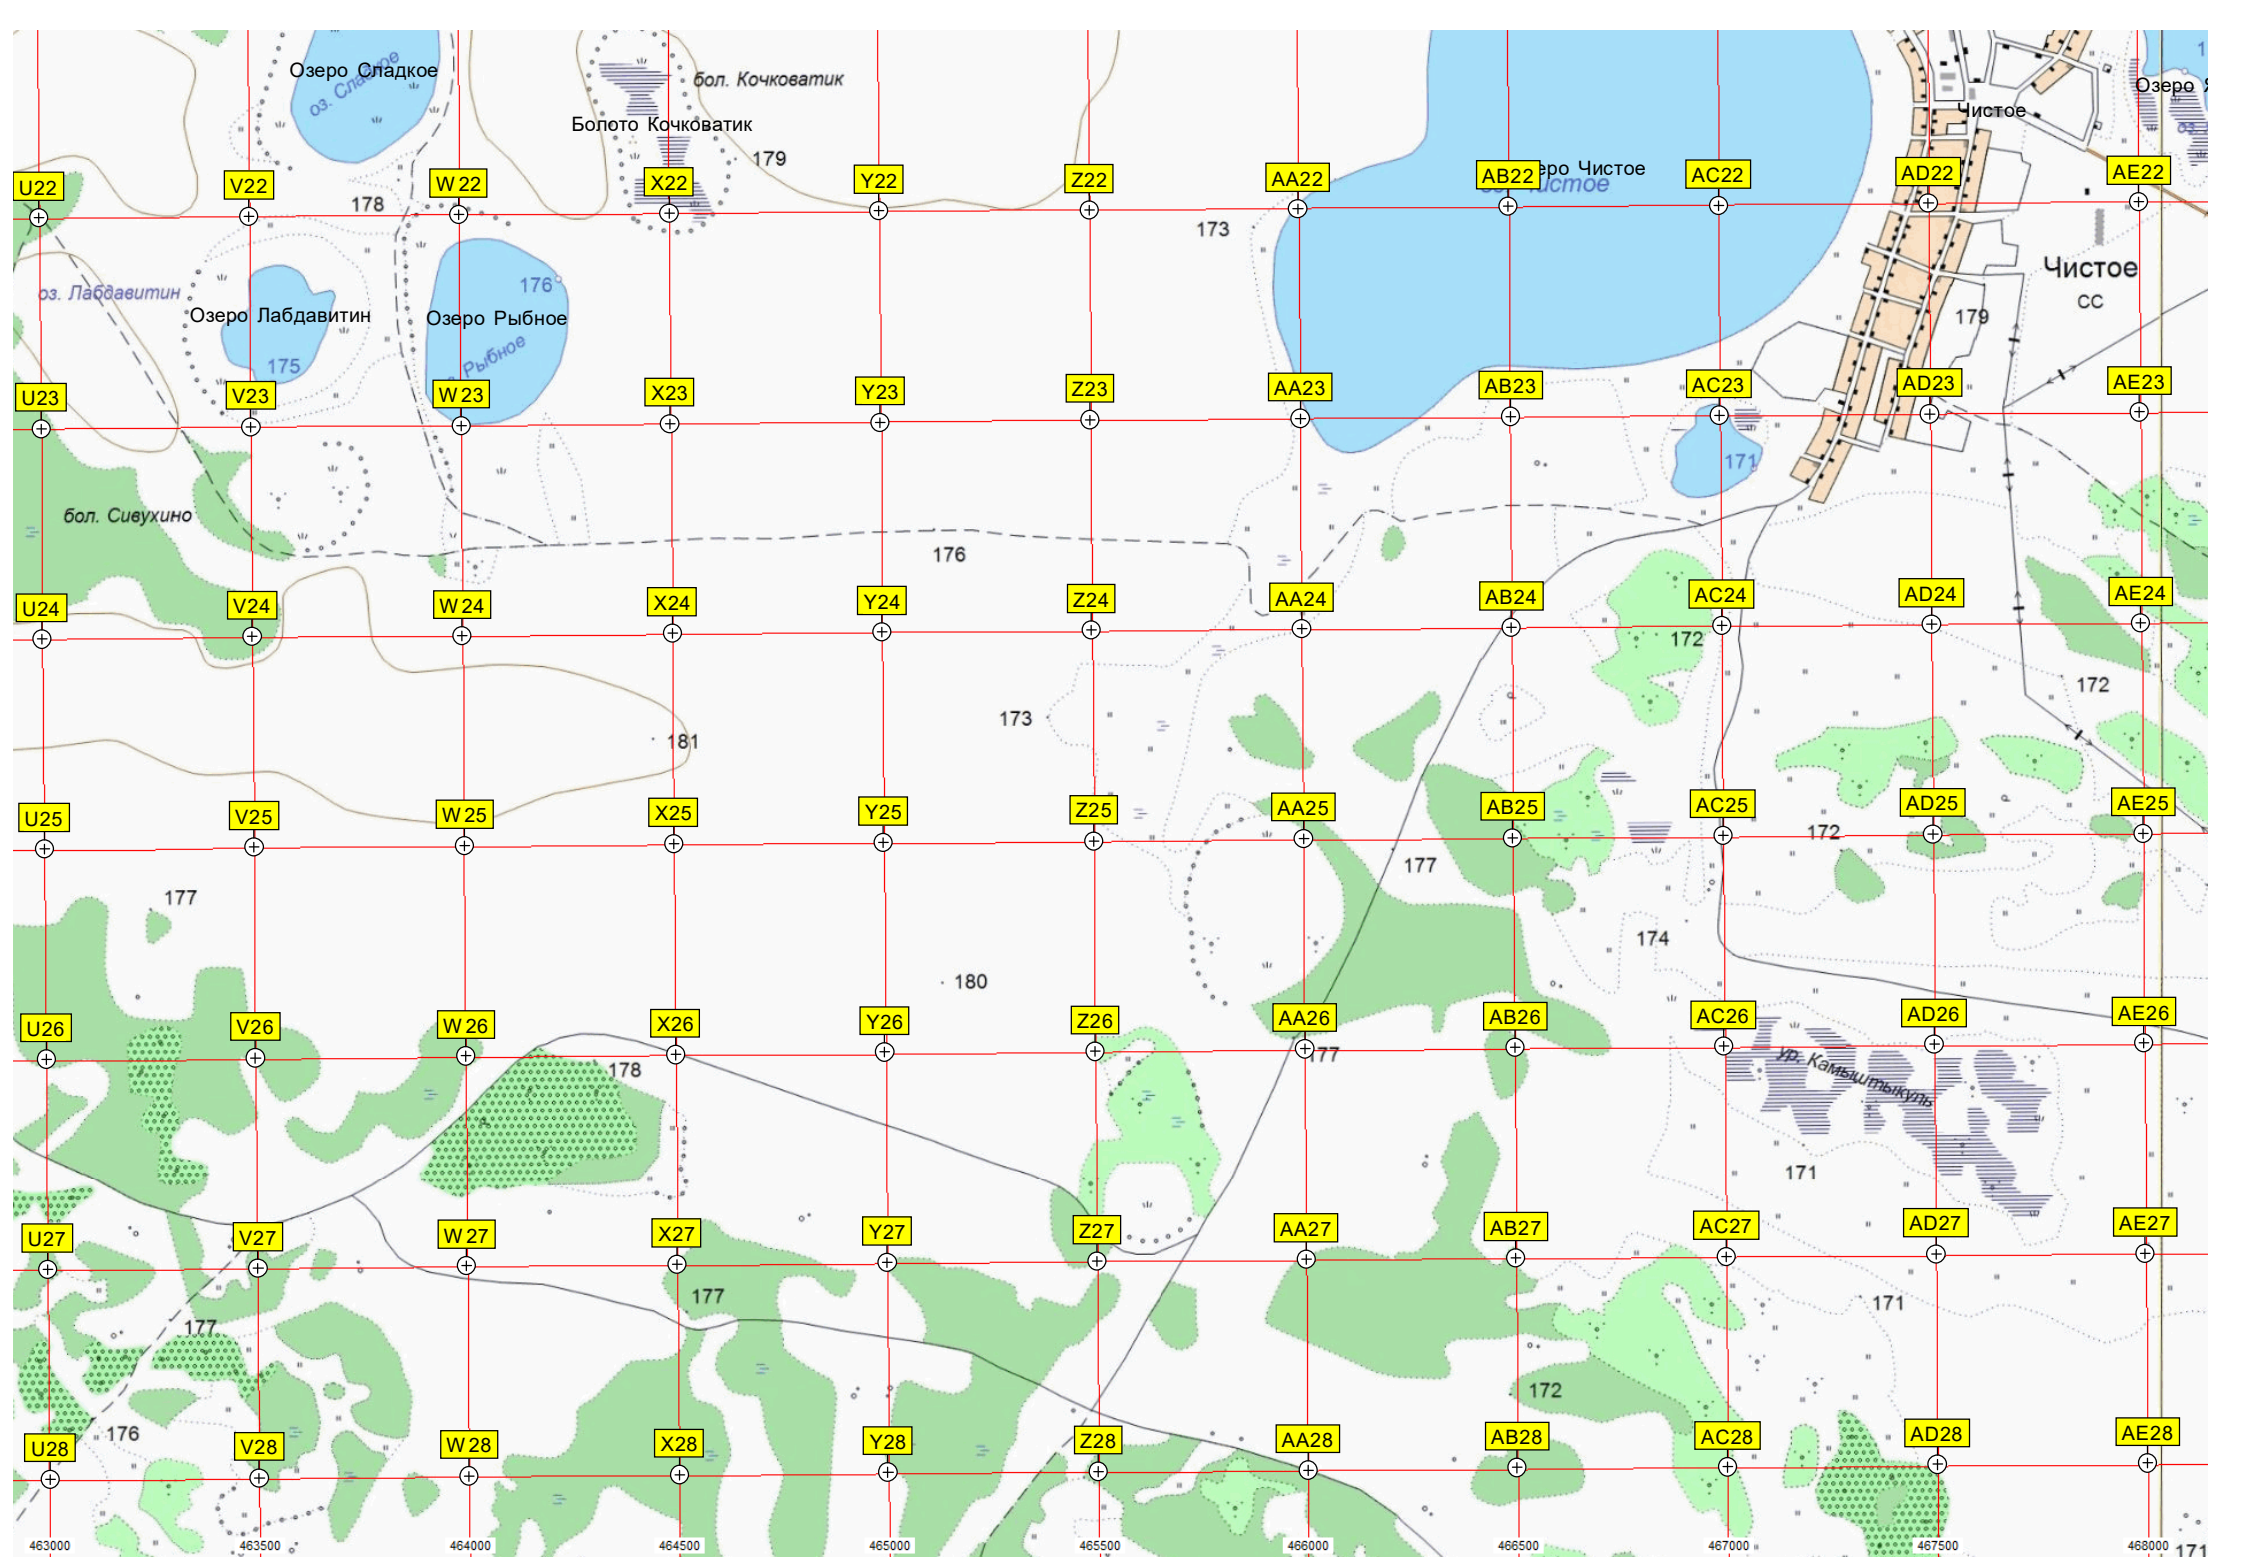 Озеро Сладкое
оз. Сладкое
бол. Кочковатик
Болото Кочковатик
179
Чистое
Озеро
U22
V22
W22
X22
Y22
Z22
AA22
AB22
еро Чистое
AC22
AD22
AE22
178
173
оз. Лабдавитин
Озеро Лабдавитин
175
176
Озеро Рыбное
Рыбное
Чистое
СС
179
U23
V23
W23
X23
Y23
Z23
AA23
AB23
AC23
AD23
AE23
171
бол. Сивухино
176
U24
V24
W24
X24
Y24
Z24
AA24
AB24
AC24
AD24
AE24
172
172
173
181
U25
V25
W25
X25
Y25
Z25
AA25
AB25
AC25
AD25
AE25
172
177
177
174
180
U26
V26
W26
X26
Y26
Z26
AA26
AB26
AC26
AD26
AE26
177
178
ур. Камыштыкуль
171
U27
V27
W27
X27
Y27
Z27
AA27
AB27
AC27
AD27
AE27
177
177
171
172
176
U28
V28
W28
X28
Y28
Z28
AA28
AB28
AC28
AD28
AE28
463000
463500
464000
464500
465000
465500
466000
466500
467000
467500
468000
171